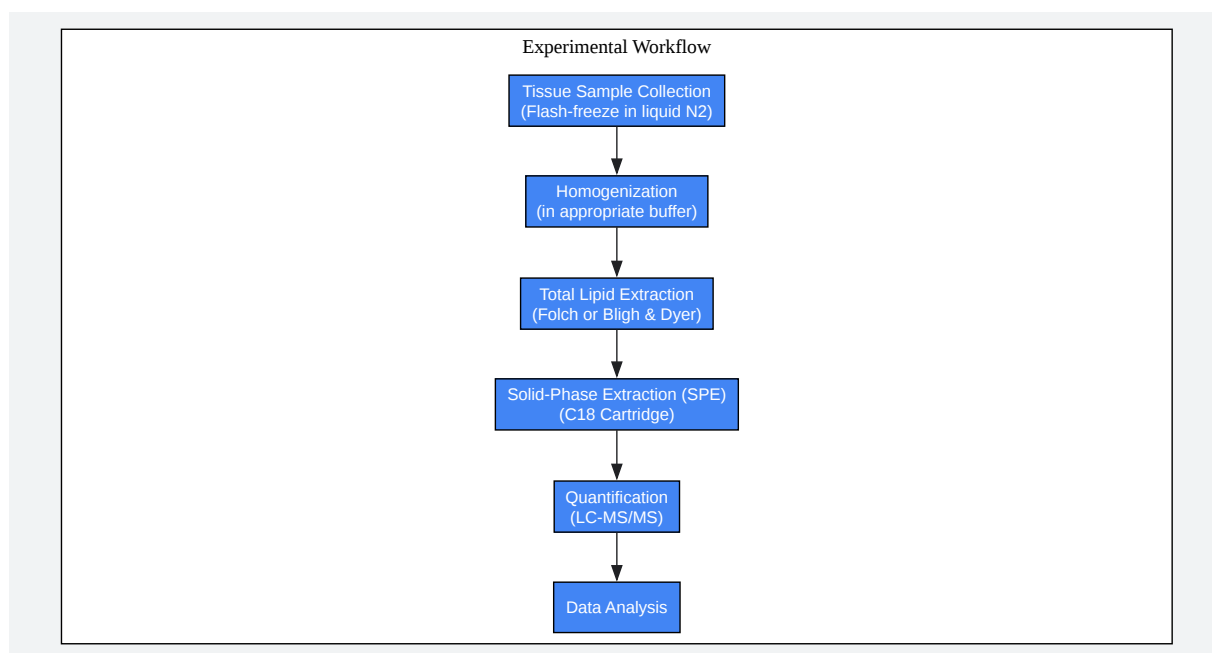 Experimental Workflow
Tissue Sample Collection
(Flash-freeze in liquid N2)
Homogenization
(in appropriate buffer)
Total Lipid Extraction
(Folch or Bligh & Dyer)
Solid-Phase Extraction (SPE)
(C18 Cartridge)
Quantification
(LC-MS/MS)
Data Analysis